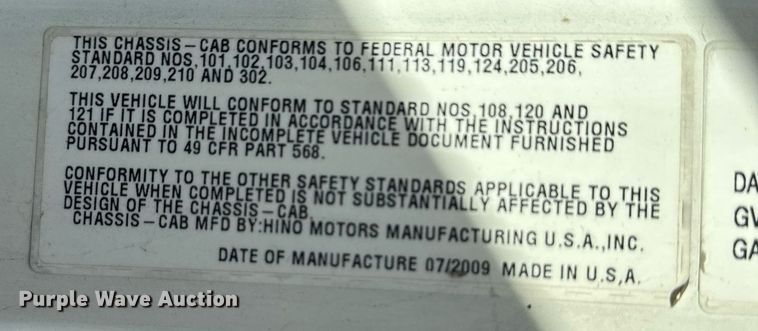 THIS CHASSIS-CAB CONFORMS TO FEDERAL MOTOR VEHICLE SAFETY
STANDARD NOS,101,102,103,104,106,111,113,119,124,205,206,
207,208,209,210 AND 302.
THIS VEHICLE WILL CONFORM TO STANDARD NOS,108,120 AND
121 IF IT IS COMPLETED IN ACCORDANCE WITH THE INSTRUCTIONS
CONTAINED IN THE INCOMPLETE VEHICLE DOCUMENT FURNISHED
PURSUANT TO 49 CFR PART 568.
CONFORMITY TO THE OTHER SAFETY STANDARDS APPLICABLE TO THIS
VEHICLE WHEN COMPLETED IS NOT SUBSTANTIALLY AFFECTED BY THE
DESIGN OF THE CHASSIS-CAB.
CHASSIS-CAB MFD BY:HINO MOTORS MANUFACTURING U.S.A.,INC.
DATE OF MANUFACTURE 07/2009 MADE IN U.S,A.
DA
GV
GA
Purple Wave Auction